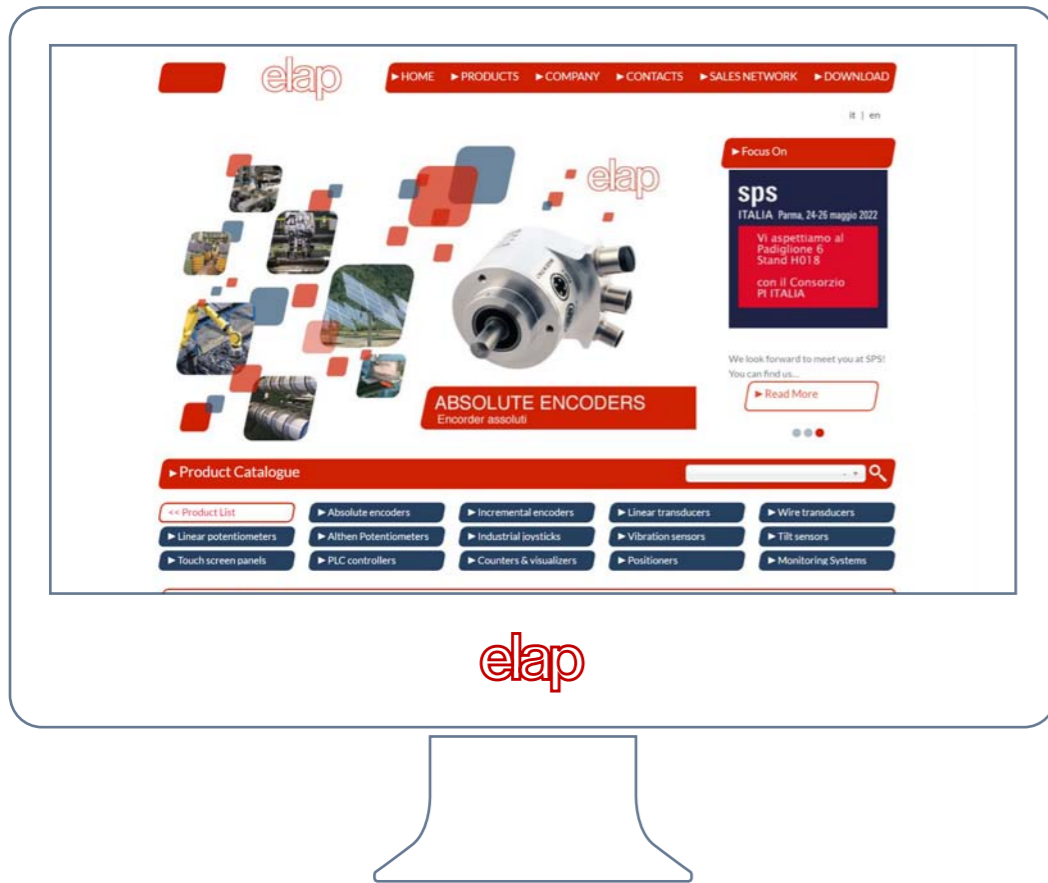 elap
►HOME ►PRODUCTS ►COMPANY ►CONTACTS ►SALES NETWORK ►DOWNLOAD
it | en
►Focus On
elap
sps
ITALIA Parma, 24-26 maggio 2022
Vi aspettiamo al
Padiglione 6
Stand H018
con il Consorzio
PI ITALIA
We look forward to meet you at SPS!
You can find us...
►Read More
ABSOLUTE ENCODERS
Encorder assoluti
►Product Catalogue
<< Product List ►Absolute encoders ►Incremental encoders ►Linear transducers ►Wire transducers
►Linear potentiometers ►Althen Potentiometers ►Industrial joysticks ►Vibration sensors ►Tilt sensors
►Touch screen panels ►PLC controllers ►Counters & visualizers ►Positioners ►Monitoring Systems
elap